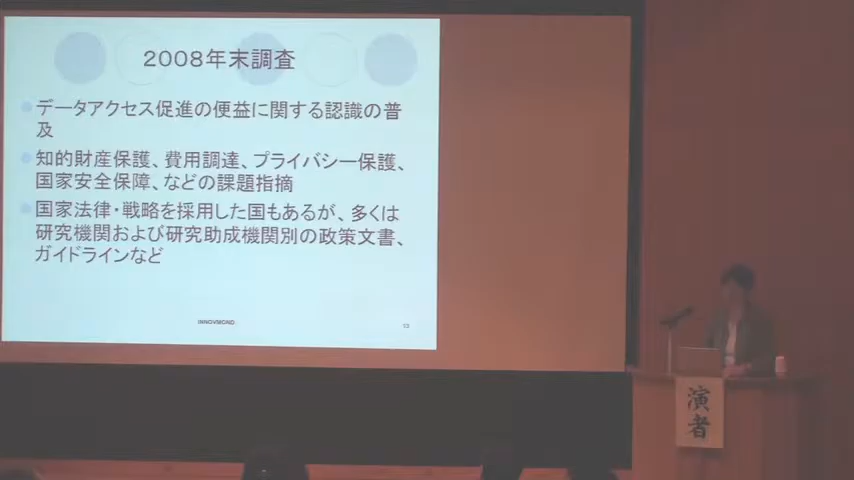 2008年末調査
データアクセス促進の便益に関する認識の普
及
知的財産保護、費用調達、プライバシー保護、
国家安全保障、などの課題指摘
国家法律・戦略を採用した国もあるが、多くは
研究機関および研究助成機関別の政策文書、
ガイドラインなど
INNOVMOND
13
演者